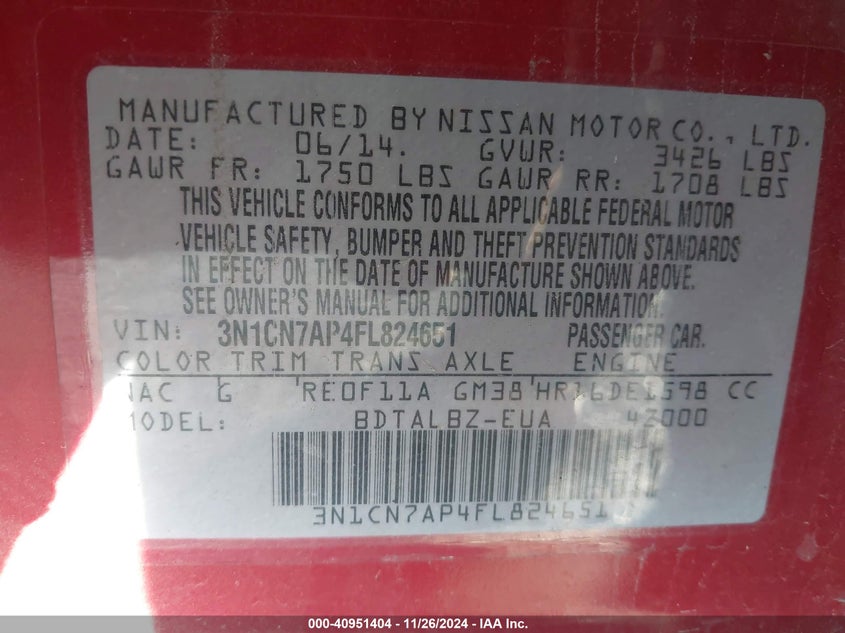 MANUFACTURED BY NISSAN MOTOR CO., LTD.
DATE: 06/14. GVWR: 3426 LBS
GAWR FR: 1750 LBS GAWR RR: 1708 LBS
THIS VEHICLE CONFORMS TO ALL APPLICABLE FEDERAL MOTOR
VEHICLE SAFETY, BUMPER AND THEFT PREVENTION STANDARDS
IN EFFECT ON THE DATE OF MANUFACTURE SHOWN ABOVE.
SEE OWNER'S MANUAL FOR ADDITIONAL INFORMATION.
VIN: 3N1CN7AP4FL824651 PASSENGER CAR.
COLOR TRIM TRANS AXLE ENGINE
NAC G RE0F11A GM38 HR16DE1598 CC
MODEL: BDTALBZ-EUA 42000
3N1CN7AP4FL824651
000-40951404 - 11/26/2024 - IAA Inc.